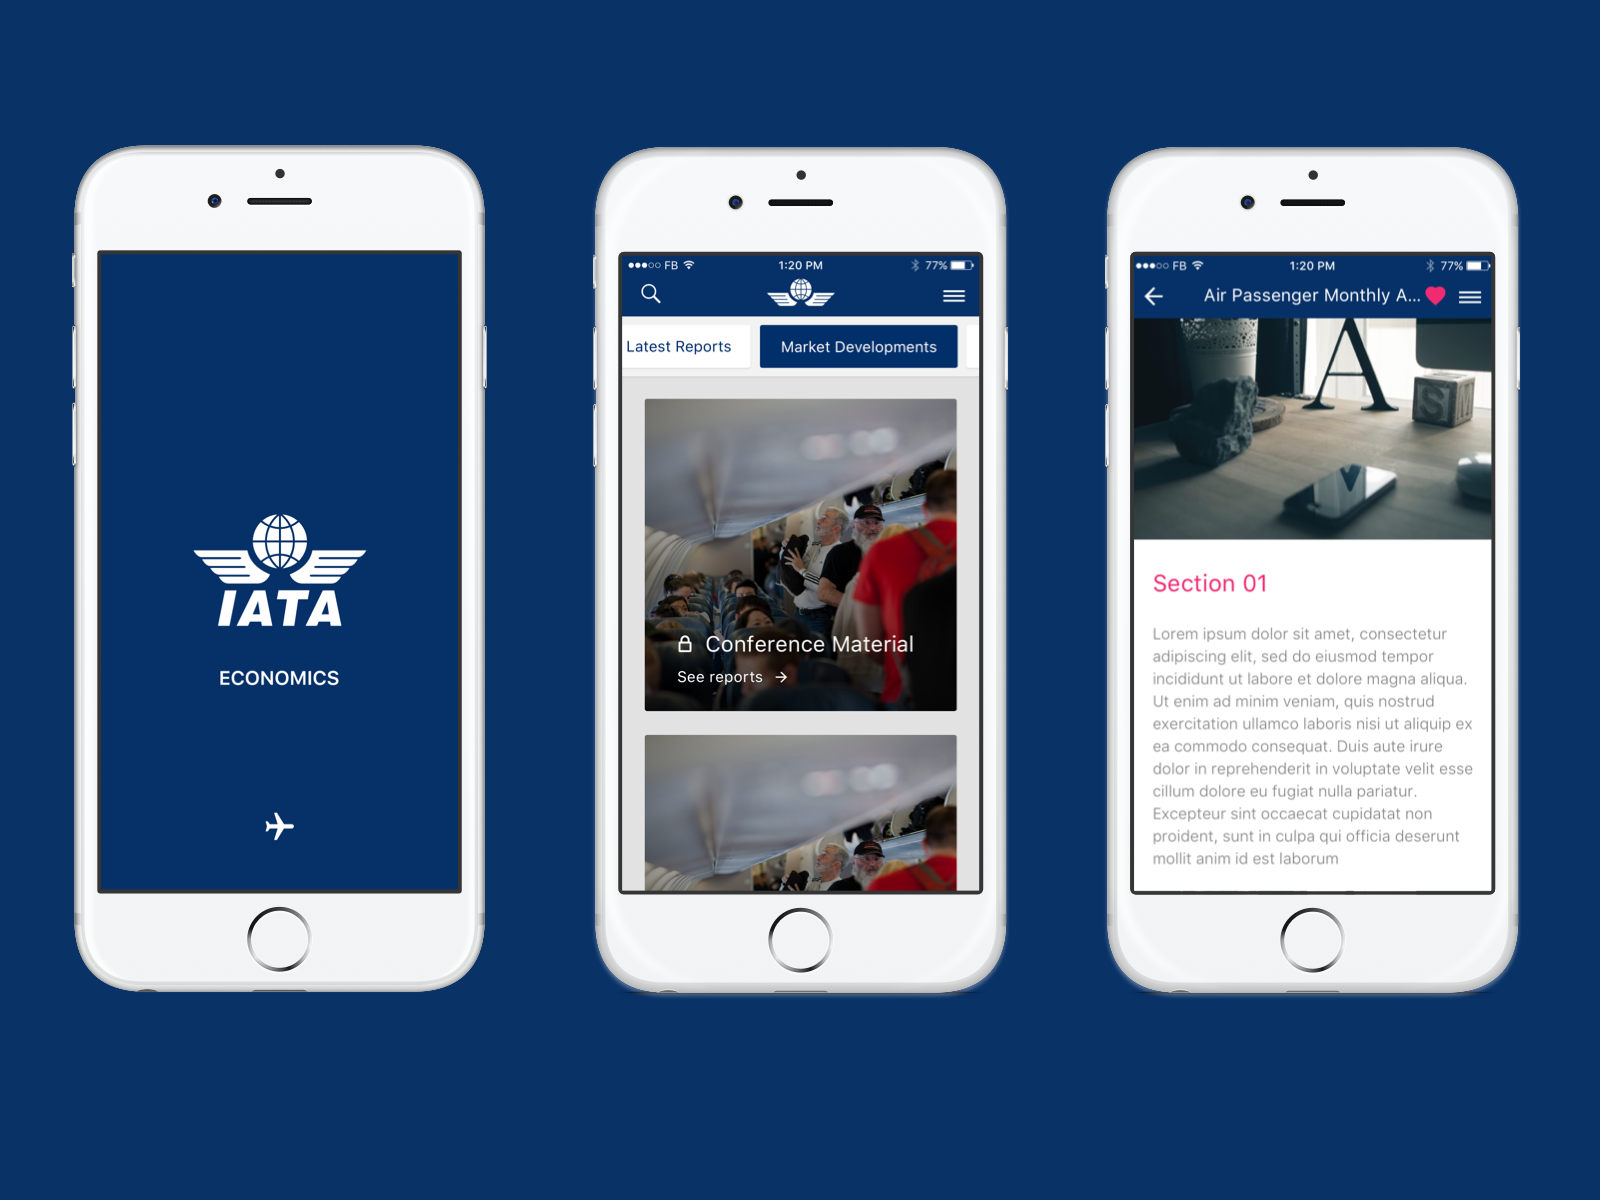 IATA
ECONOMICS
FB 1:20 PM 77%
Latest Reports Market Developments
Conference Material
See reports →
FB 1:20 PM 77%
Air Passenger Monthly A...
A
S
Section 01
Lorem ipsum dolor sit amet, consectetur
adipiscing elit, sed do eiusmod tempor
incididunt ut labore et dolore magna aliqua.
Ut enim ad minim veniam, quis nostrud
exercitation ullamco laboris nisi ut aliquip ex
ea commodo consequat. Duis aute irure
dolor in reprehenderit in voluptate velit esse
cillum dolore eu fugiat nulla pariatur.
Excepteur sint occaecat cupidatat non
proident, sunt in culpa qui officia deserunt
mollit anim id est laborum